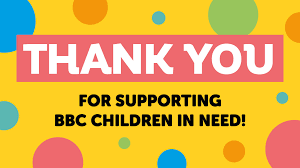 THANK YOU
FOR SUPPORTING
BBC CHILDREN IN NEED!